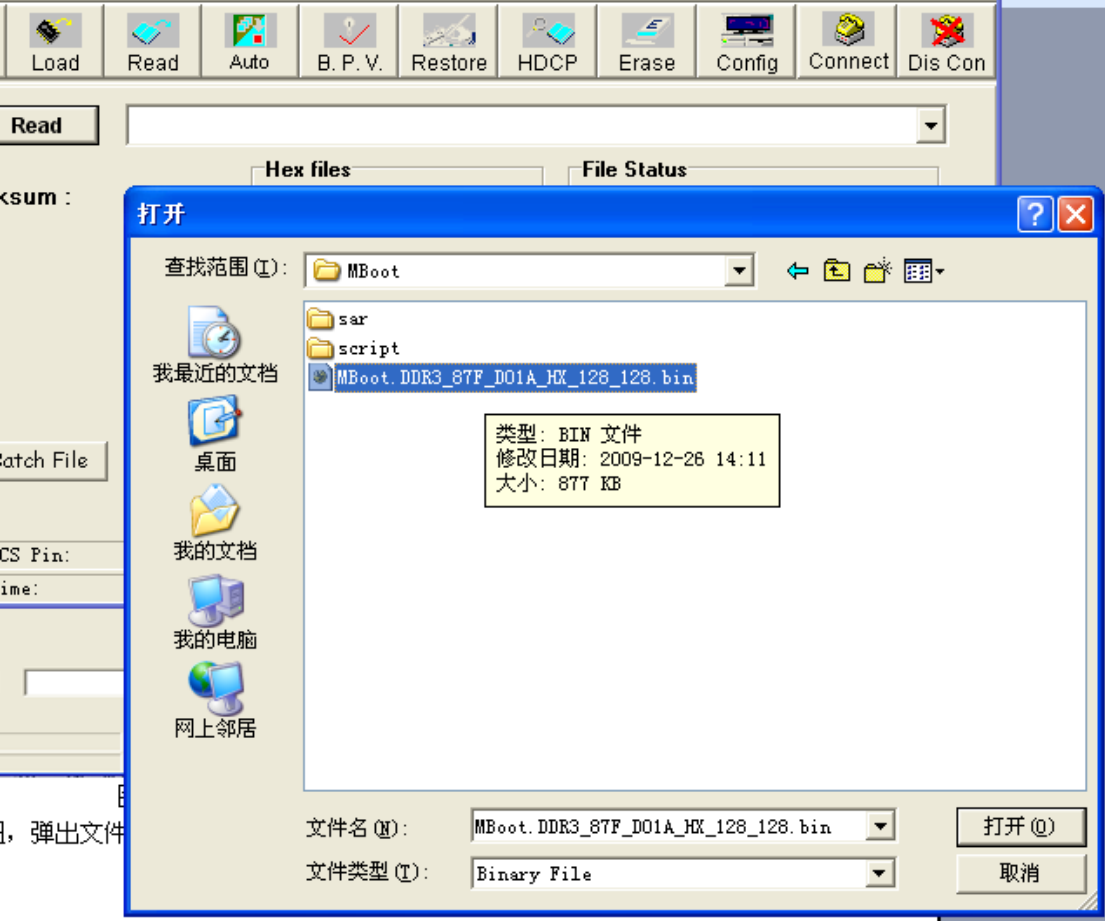 Load Read Auto B. P. V. Restore HDCP Erase Config Connect Dis Con
Read
Hex files File Status
ksum :
打开
查找范围(I):
MBoot
sar
script
MBoot.DDR3_87F_D01A_HX_128_128.bin
类型: BIN 文件
修改日期: 2009-12-26 14:11
大小: 877 KB
我最近的文档
桌面
我的文档
我的电脑
网上邻居
atch File
CS Pin:
ime:
文件名(N):
MBoot.DDR3_87F_D01A_HX_128_128.bin
打开(O)
文件类型(T):
Binary File
取消
,弹出文件